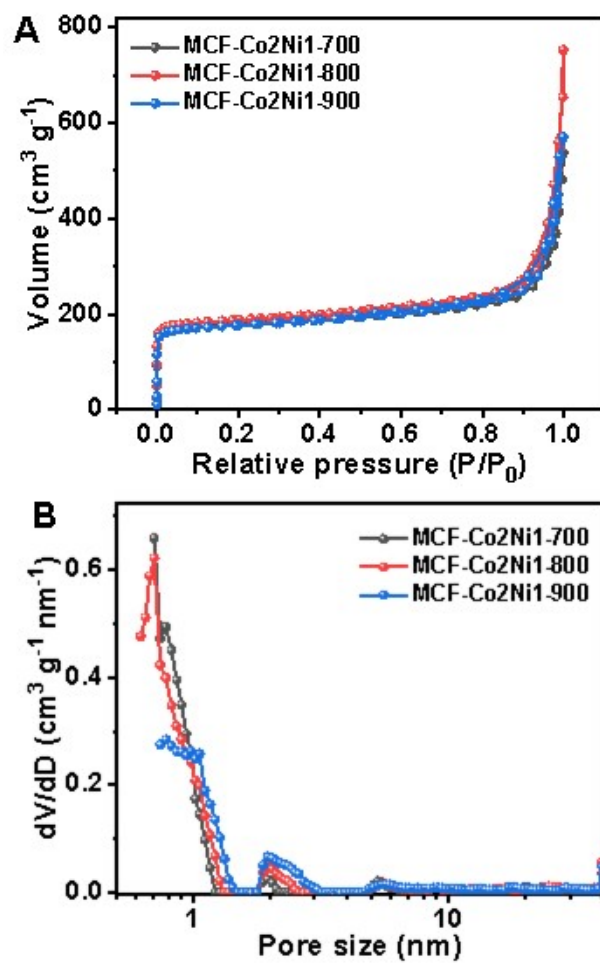 A
MCF-Co2Ni1-700
MCF-Co2Ni1-800
MCF-Co2Ni1-900
Volume (cm³ g⁻¹)
800
600
400
200
0
0.0 0.2 0.4 0.6 0.8 1.0
Relative pressure (P/P₀)
B
MCF-Co2Ni1-700
MCF-Co2Ni1-800
MCF-Co2Ni1-900
dV/dD (cm³ g⁻¹ nm⁻¹)
0.6
0.4
0.2
0.0
1 10
Pore size (nm)